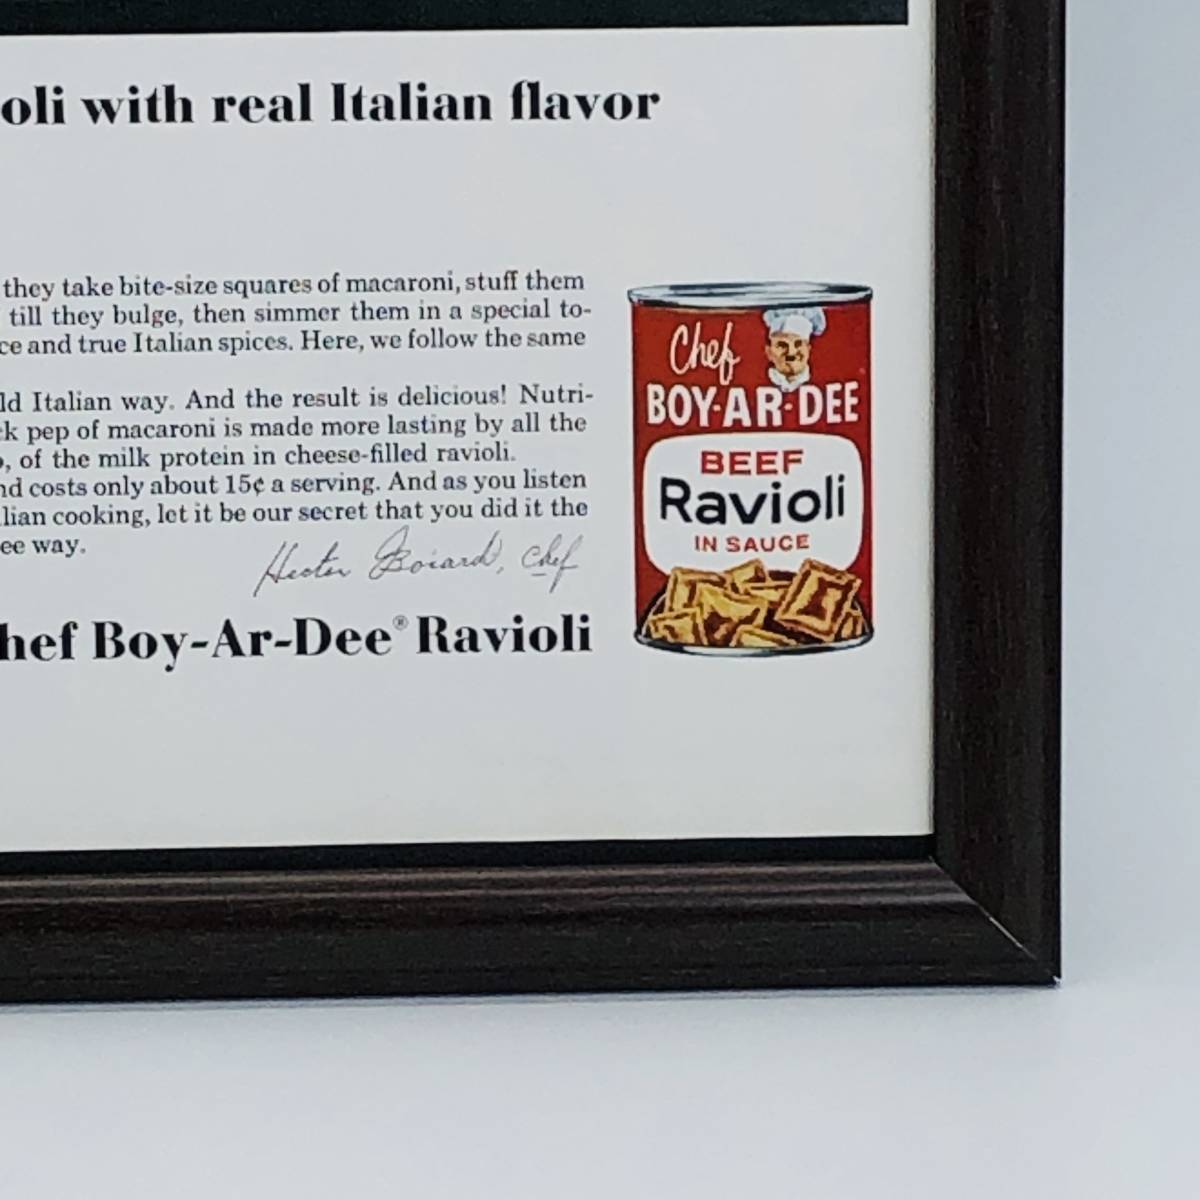 oli with real Italian flavor
they take bite-size squares of macaroni, stuff them
till they bulge, then simmer them in a special to-
ce and true Italian spices. Here, we follow the same
ld Italian way. And the result is delicious! Nutri-
k pep of macaroni is made more lasting by all the
, of the milk protein in cheese-filled ravioli.
nd costs only about 15¢ a serving. And as you listen
lian cooking, let it be our secret that you did it the
ee way.
Hector Boiardi, Chef
hef Boy-Ar-Dee® Ravioli
Chef
BOY-AR-DEE
BEEF
Ravioli
IN SAUCE